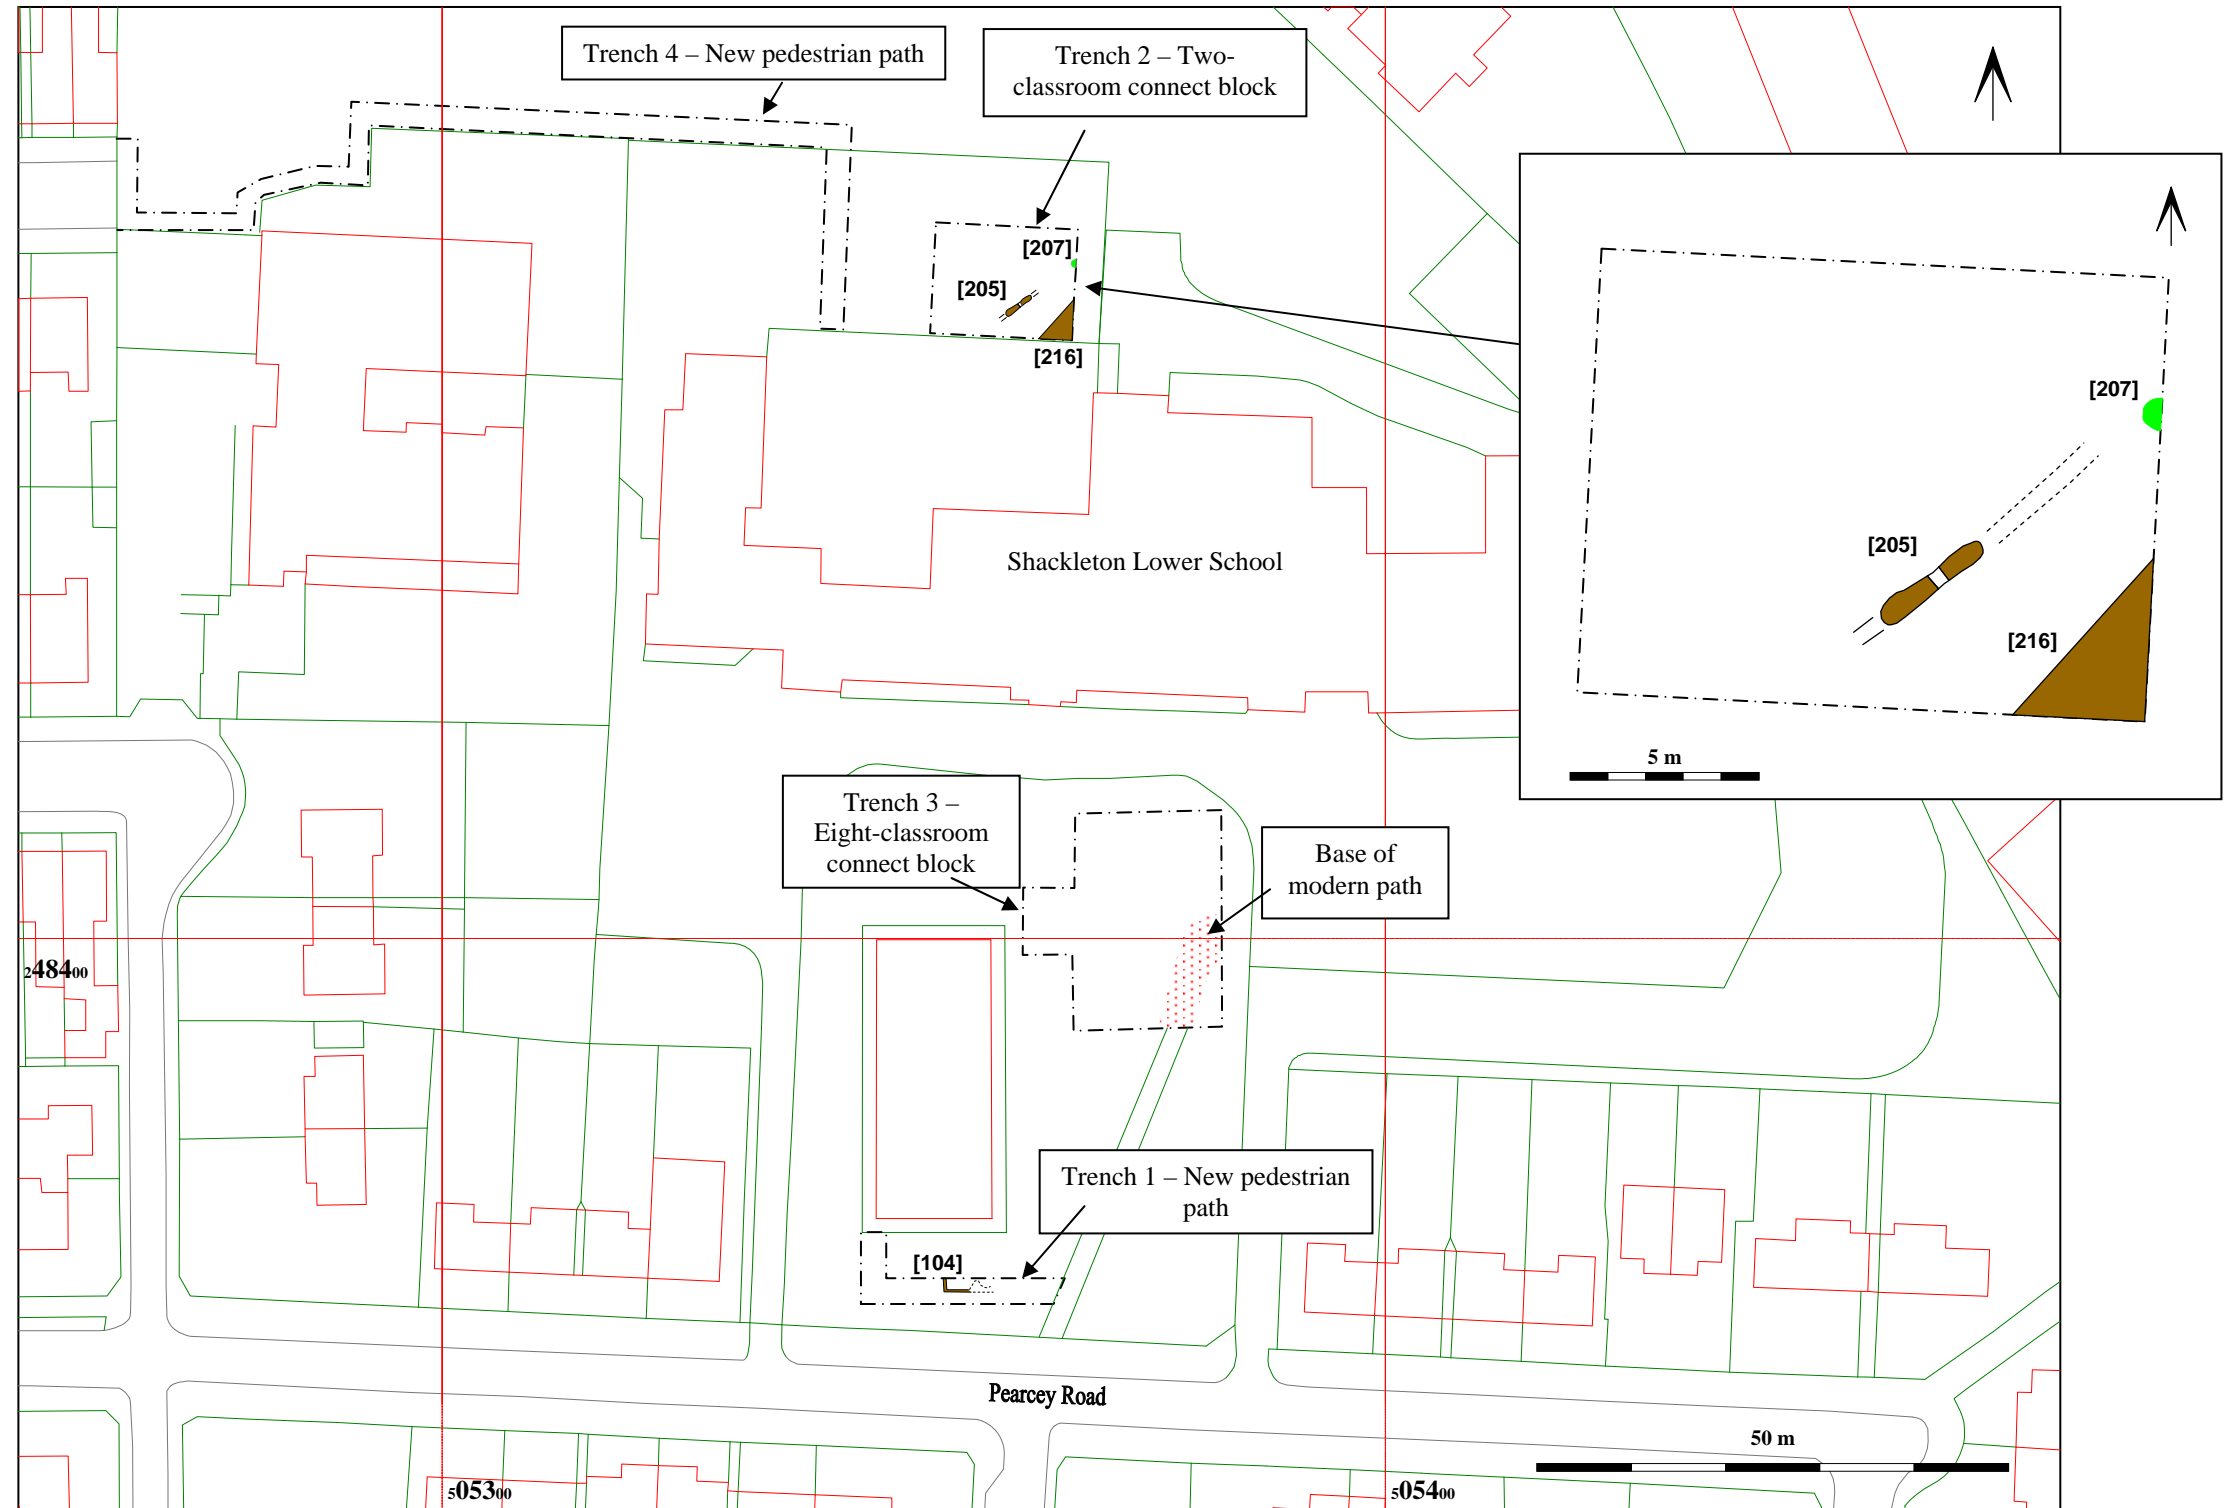 Trench 4 – New pedestrian path
Trench 2 – Two-
classroom connect block
[207]
[205]
[216]
[207]
[205]
[216]
5 m
Shackleton Lower School
Trench 3 –
Eight-classroom
connect block
Base of
modern path
248400
Trench 1 – New pedestrian
path
[104]
Pearcey Road
50 m
505300
505400